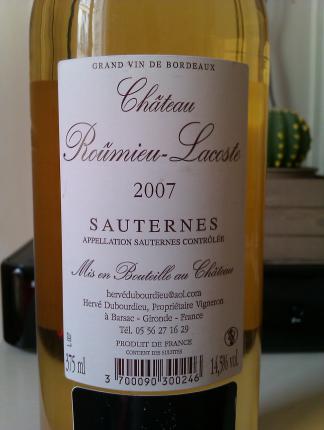 GRAND VIN DE BORDEAUX
Château
Roûmieu-Lacoste
2007
SAUTERNES
APPELLATION SAUTERNES CONTRÔLÉE
Mis en Bouteille au Château
hervédubourdieu@aol.com
Hervé Dubourdieu, Propriétaire Vigneron
à Barsac - Gironde - France
Tél. 05 56 27 16 29
PRODUIT DE FRANCE
CONTIENT DES SULFITES
L 007
375 ml
14,5% vol.
3 700090 300246